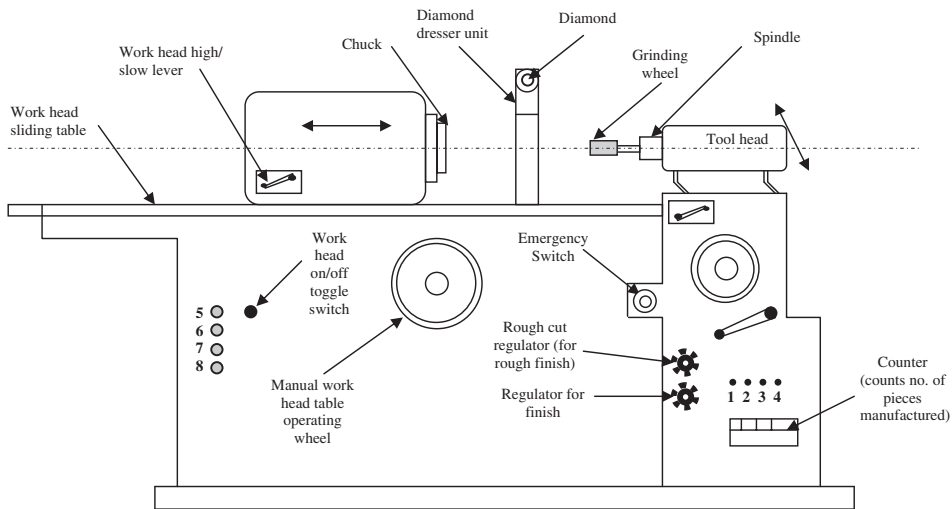 Diamond
dresser unit
Diamond
Spindle
Chuck
Work head high/
slow lever
Grinding
wheel
Work head
sliding table
Tool head
Work
head
on/off
toggle
switch
Emergency
Switch
5
6
7
8
Rough cut
regulator (for
rough finish)
Counter
(counts no. of
pieces
manufactured)
Manual work
head table
operating
wheel
Regulator for
finish
1 2 3 4